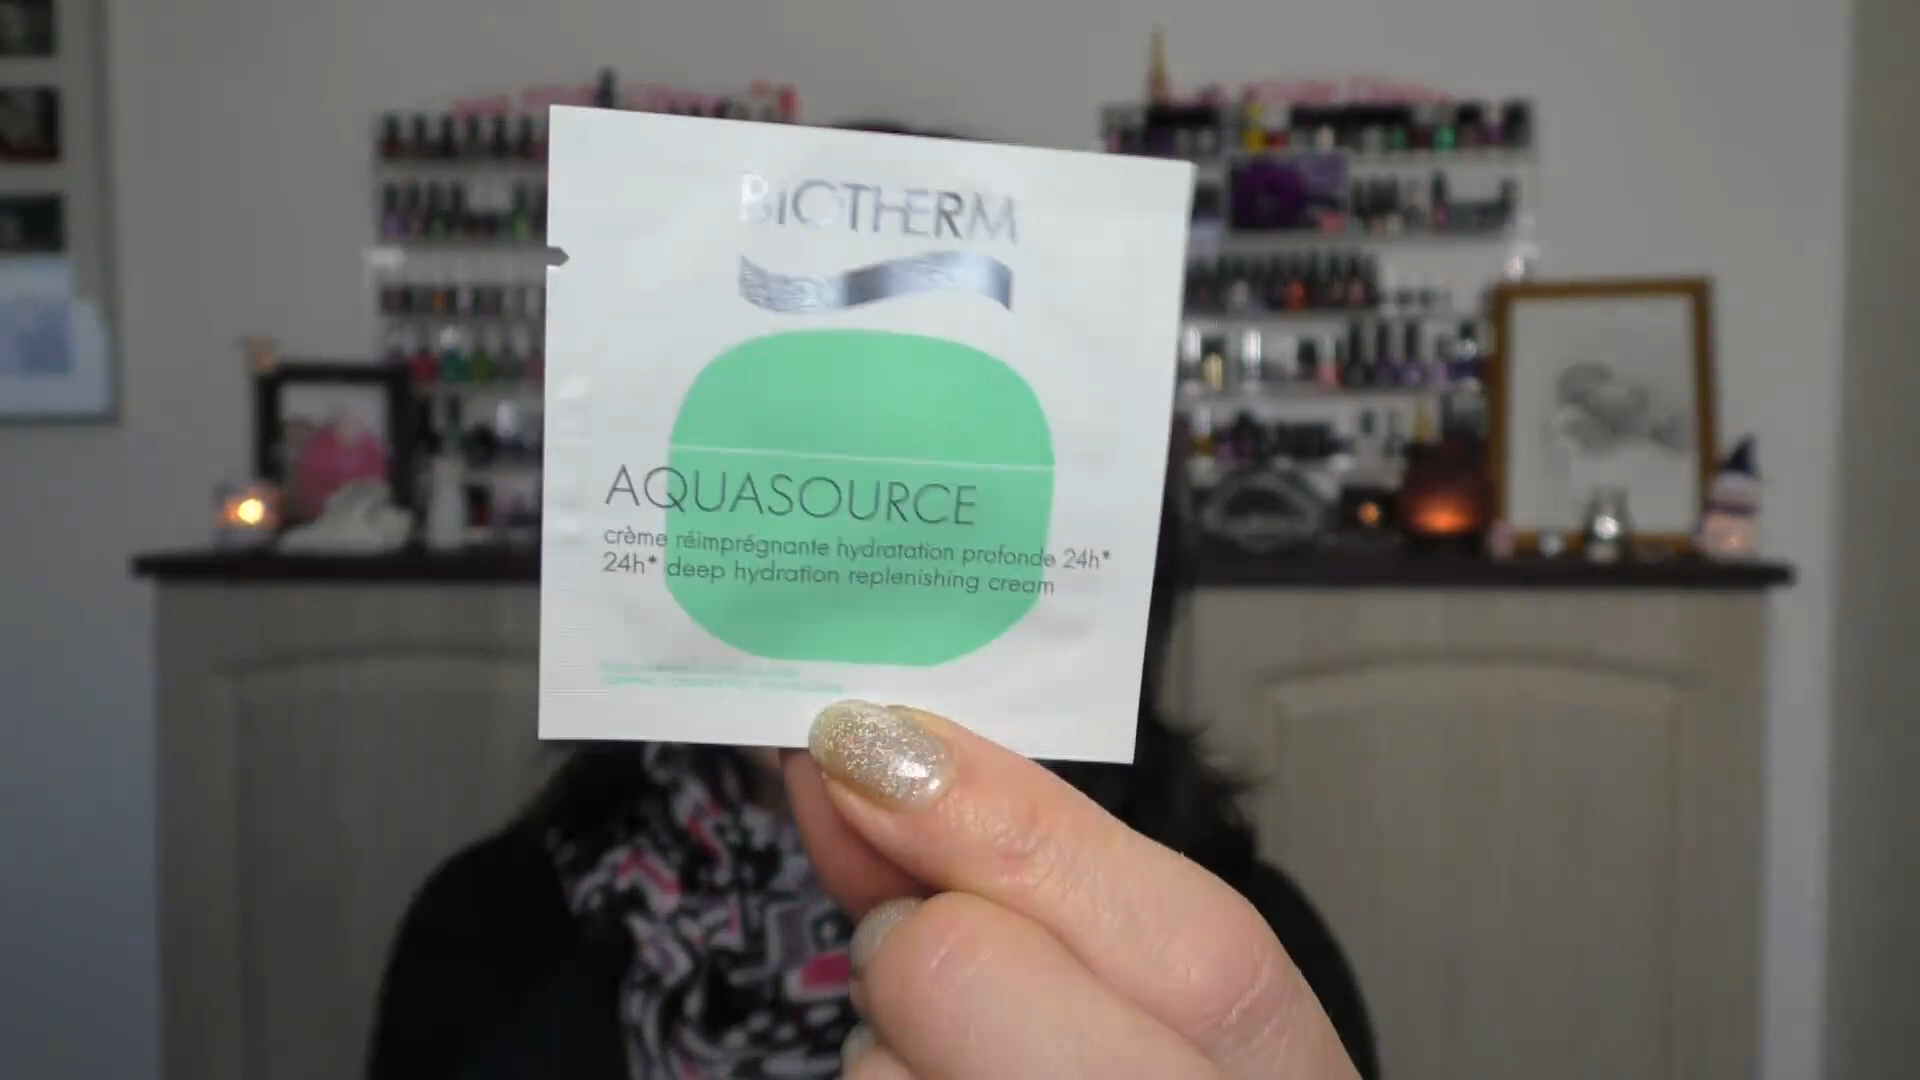 BIOTHERM
AQUASOURCE
crème réimprégnante hydratation profonde 24h*
24h* deep hydration replenishing cream